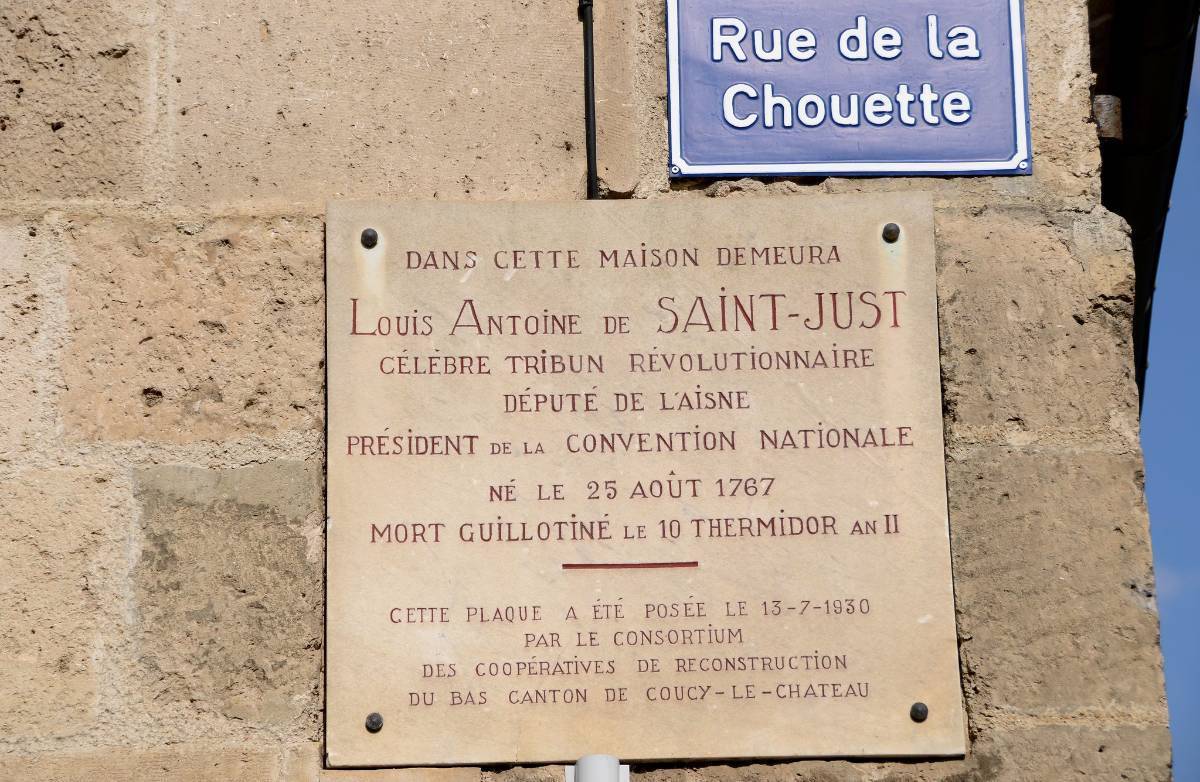 Rue de la
Chouette
DANS CETTE MAISON DEMEURA
LOUIS ANTOINE DE SAINT-JUST
CÉLÈBRE TRIBUN RÉVOLUTIONNAIRE
DÉPUTÉ DE L'AISNE
PRÉSIDENT DE LA CONVENTION NATIONALE
NÉ LE 25 AOÛT 1767
MORT GUILLOTINÉ LE 10 THERMIDOR AN II
CETTE PLAQUE A ÉTÉ POSÉE LE 13-7-1930
PAR LE CONSORTIUM
DES COOPÉRATIVES DE RECONSTRUCTION
DU BAS CANTON DE COUCY-LE-CHATEAU